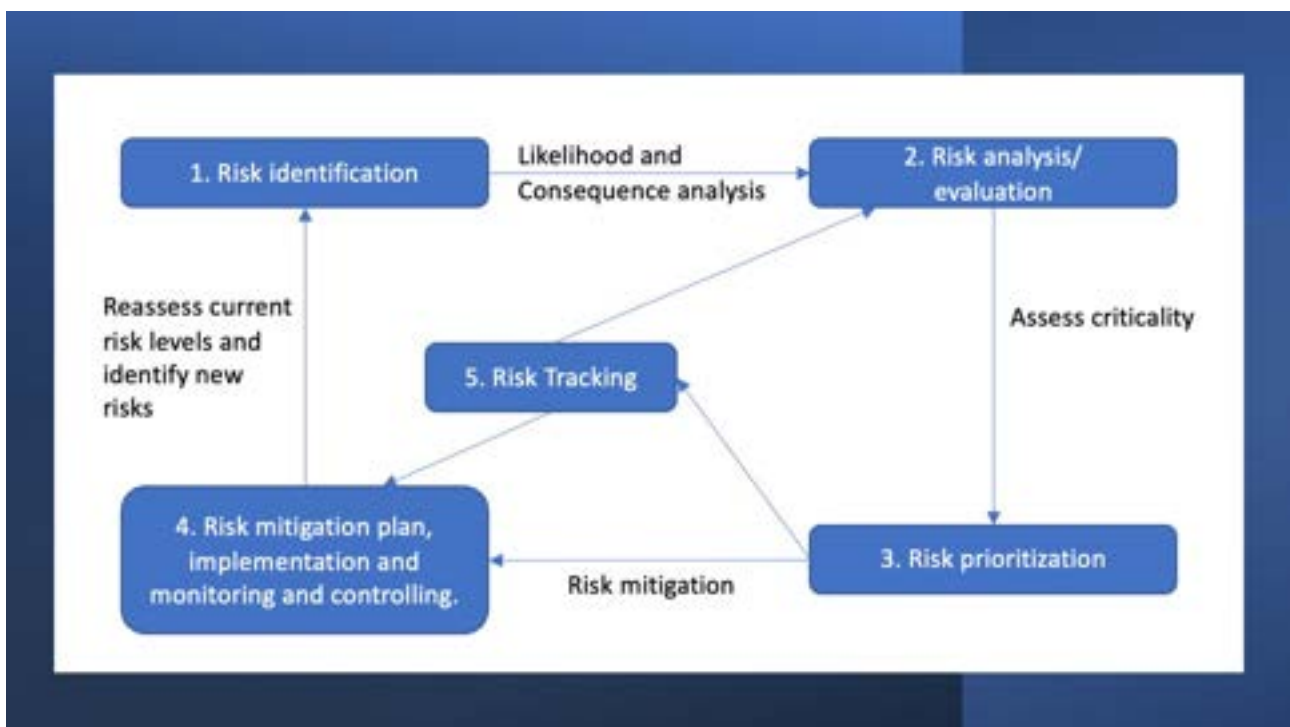 1. Risk identification
Likelihood and
Consequence analysis
2. Risk analysis/
evaluation
Reassess current
risk levels and
identify new
risks
Assess criticality
5. Risk Tracking
4. Risk mitigation plan,
implementation and
monitoring and controlling.
Risk mitigation
3. Risk prioritization